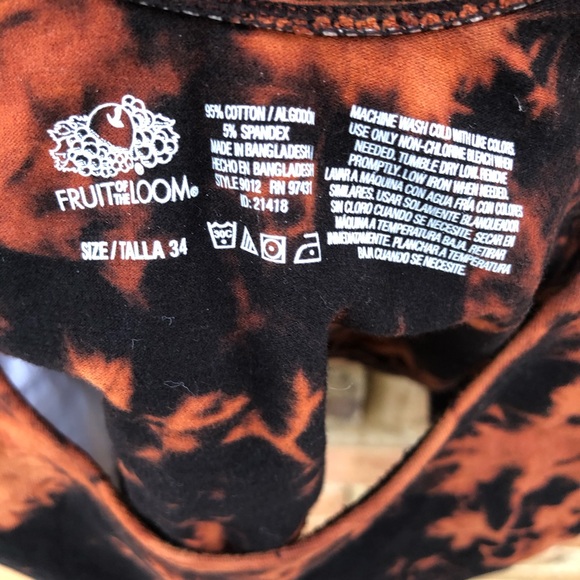 FRUIT OF THE LOOM®
SIZE/TALLA 34
95% COTTON/ALGODÓN
5% SPANDEX
MADE IN BANGLADESH/
HECHO EN BANGLADESH
STYLE 9012 RN 97431
ID: 21418
30C
MACHINE WASH COLD WITH LIKE COLORS.
USE ONLY NON-CHLORINE BLEACH WHEN
NEEDED. TUMBLE DRY LOW. REMOVE
PROMPTLY. LOW IRON WHEN NEEDED.
LAVAR A MÁQUINA CON AGUA FRÍA CON COLORES
SIMILARES. USAR SOLAMENTE BLANQUEADOR
SIN CLORO CUANDO SE NECESITE. SECAR EN
MÁQUINA A TEMPERATURA BAJA. RETIRAR
INMEDIATAMENTE. PLANCHAR A TEMPERATURA
BAJA CUANDO SE NECESITE.